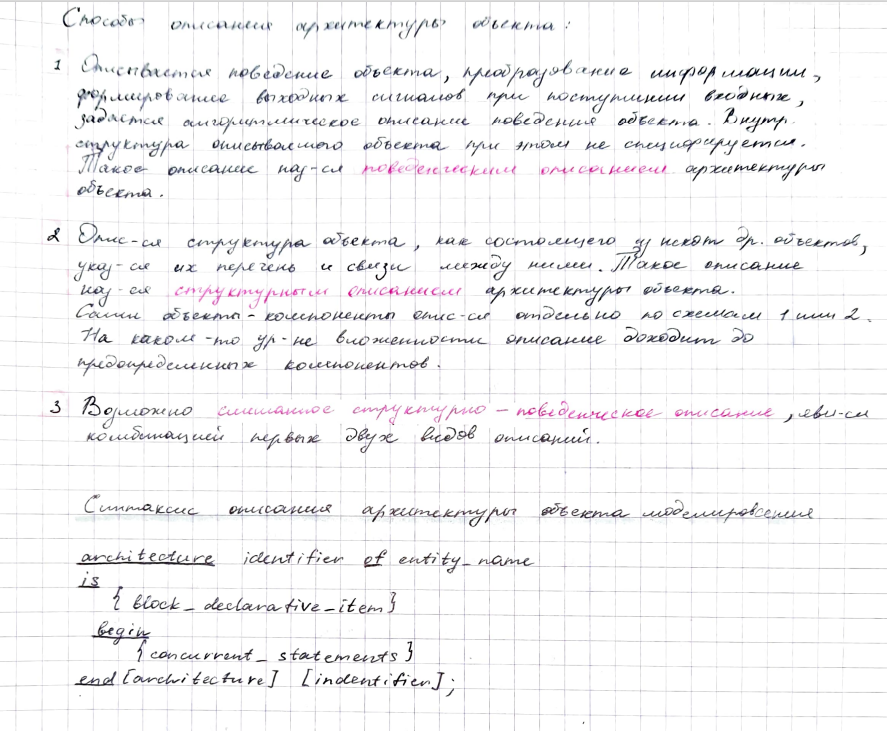 Способы описания архитектуры объекта:
1 Описывается поведение объекта, преобразование информации,
формирование выходных сигналов при поступлении входных,
задаётся алгоритмическое описание поведения объекта. Внутр.
структура описываемого объекта при этом не специфируется.
Такое описание наз-ся поведенческим описанием архитектуры
объекта.
2 Опис-ся структура объекта, как состоящего из некот др. объектов,
указ-ся их перечень и связи между ними. Такое описание
наз-ся структурным описанием архитектуры объекта.
Сами объекты-компоненты опис-ся отдельно по схемам 1 или 2.
На каком-то ур-не вложенности описание доходит до
предопределенных компонентов.
3 Возможно смешанное структурно-поведенческое описание, явл-ся
комбинацией первых двух видов описаний.
Синтаксис описания архитектуры объекта моделирования
architecture identifier of entity_name
is
{ block_declarative_item }
begin
{ concurrent_statements }
end [architecture] [indentifier];